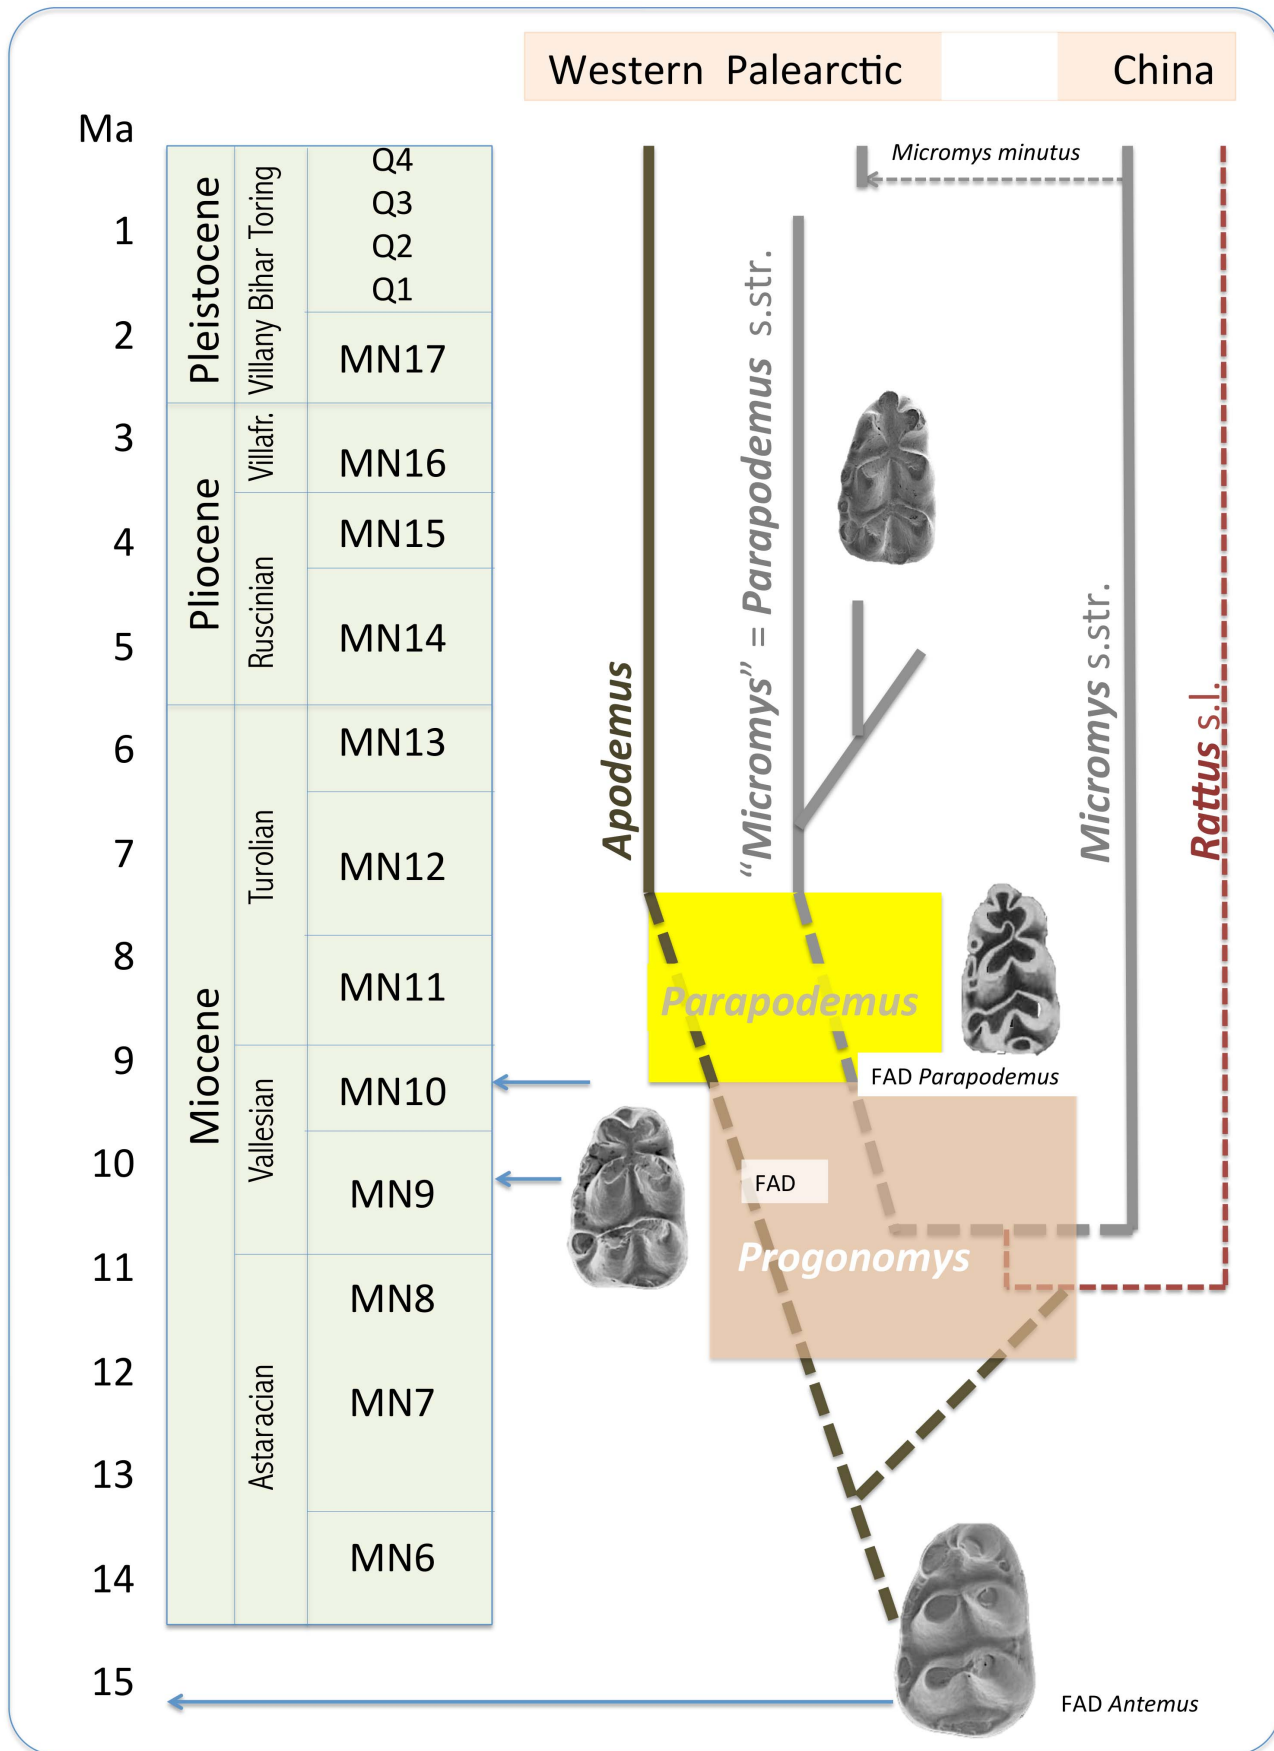 Western Palearctic
China
Ma
1
2
3
4
5
6
7
8
9
10
11
12
13
14
15
Pleistocene
Pliocene
Miocene
Villany Bihar Toring
Villafr.
Ruscinian
Turolian
Vallesian
Astaracian
Q4
Q3
Q2
Q1
MN17
MN16
MN15
MN14
MN13
MN12
MN11
MN10
MN9
MN8
MN7
MN6
Micromys minutus
Apodemus
“Micromys” = Parapodemus s.str.
Micromys s.str.
Rattus s.l.
Parapodemus
FAD Parapodemus
FAD
Progonomys
FAD Antemus